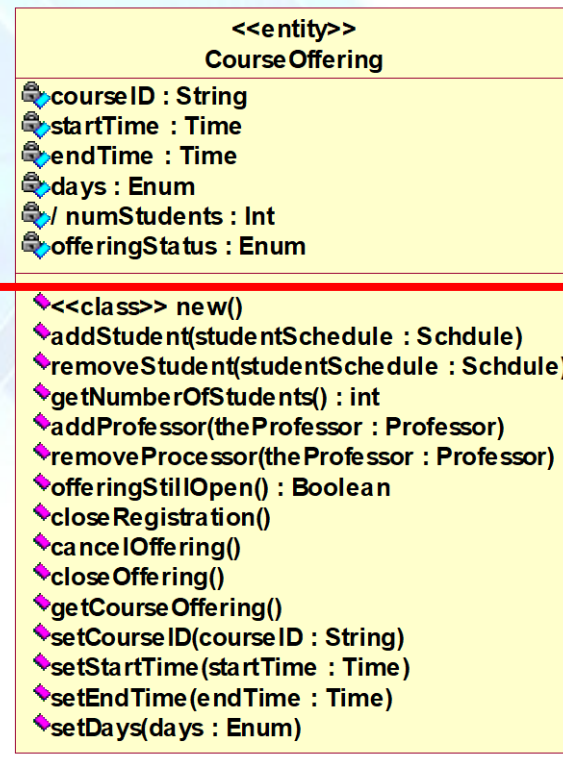 <<entity>>
CourseOffering
courseID : String
startTime : Time
endTime : Time
days : Enum
/ numStudents : Int
offeringStatus : Enum
<<class>> new()
addStudent(studentSchedule : Schdule)
removeStudent(studentSchedule : Schdule)
getNumberOfStudents() : int
addProfessor(theProfessor : Professor)
removeProcessor(theProfessor : Professor)
offeringStillOpen() : Boolean
closeRegistration()
cancelOffering()
closeOffering()
getCourseOffering()
setCourseID(courseID : String)
setStartTime(startTime : Time)
setEndTime(endTime : Time)
setDays(days : Enum)